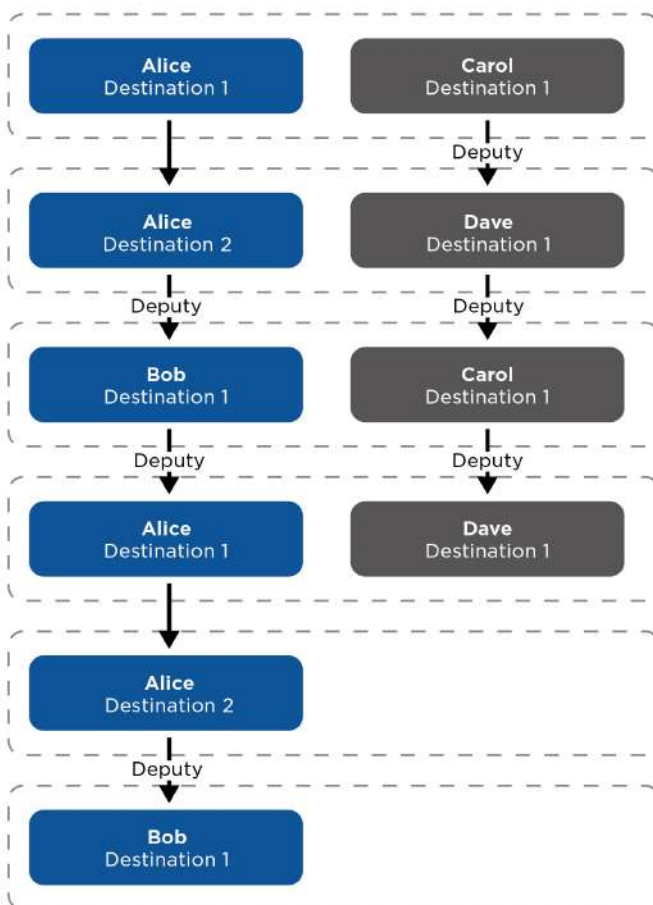 Alice
Destination 1
Carol
Destination 1
Deputy
Alice
Destination 2
Dave
Destination 1
Deputy
Deputy
Bob
Destination 1
Carol
Destination 1
Deputy
Deputy
Alice
Destination 1
Dave
Destination 1
Alice
Destination 2
Deputy
Bob
Destination 1